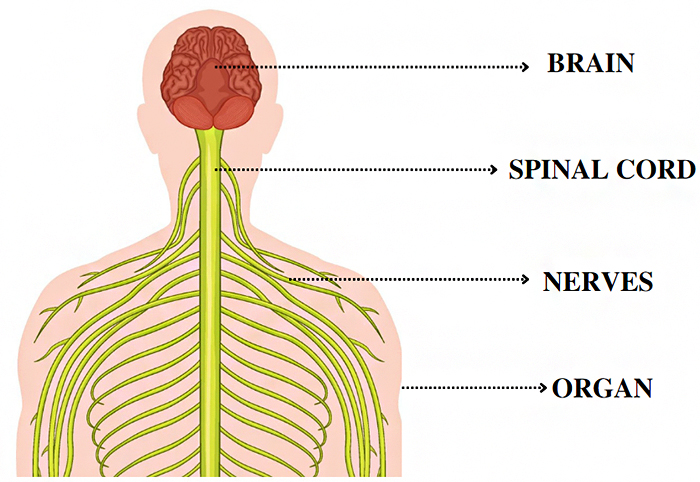 BRAIN
SPINAL CORD
NERVES
ORGAN